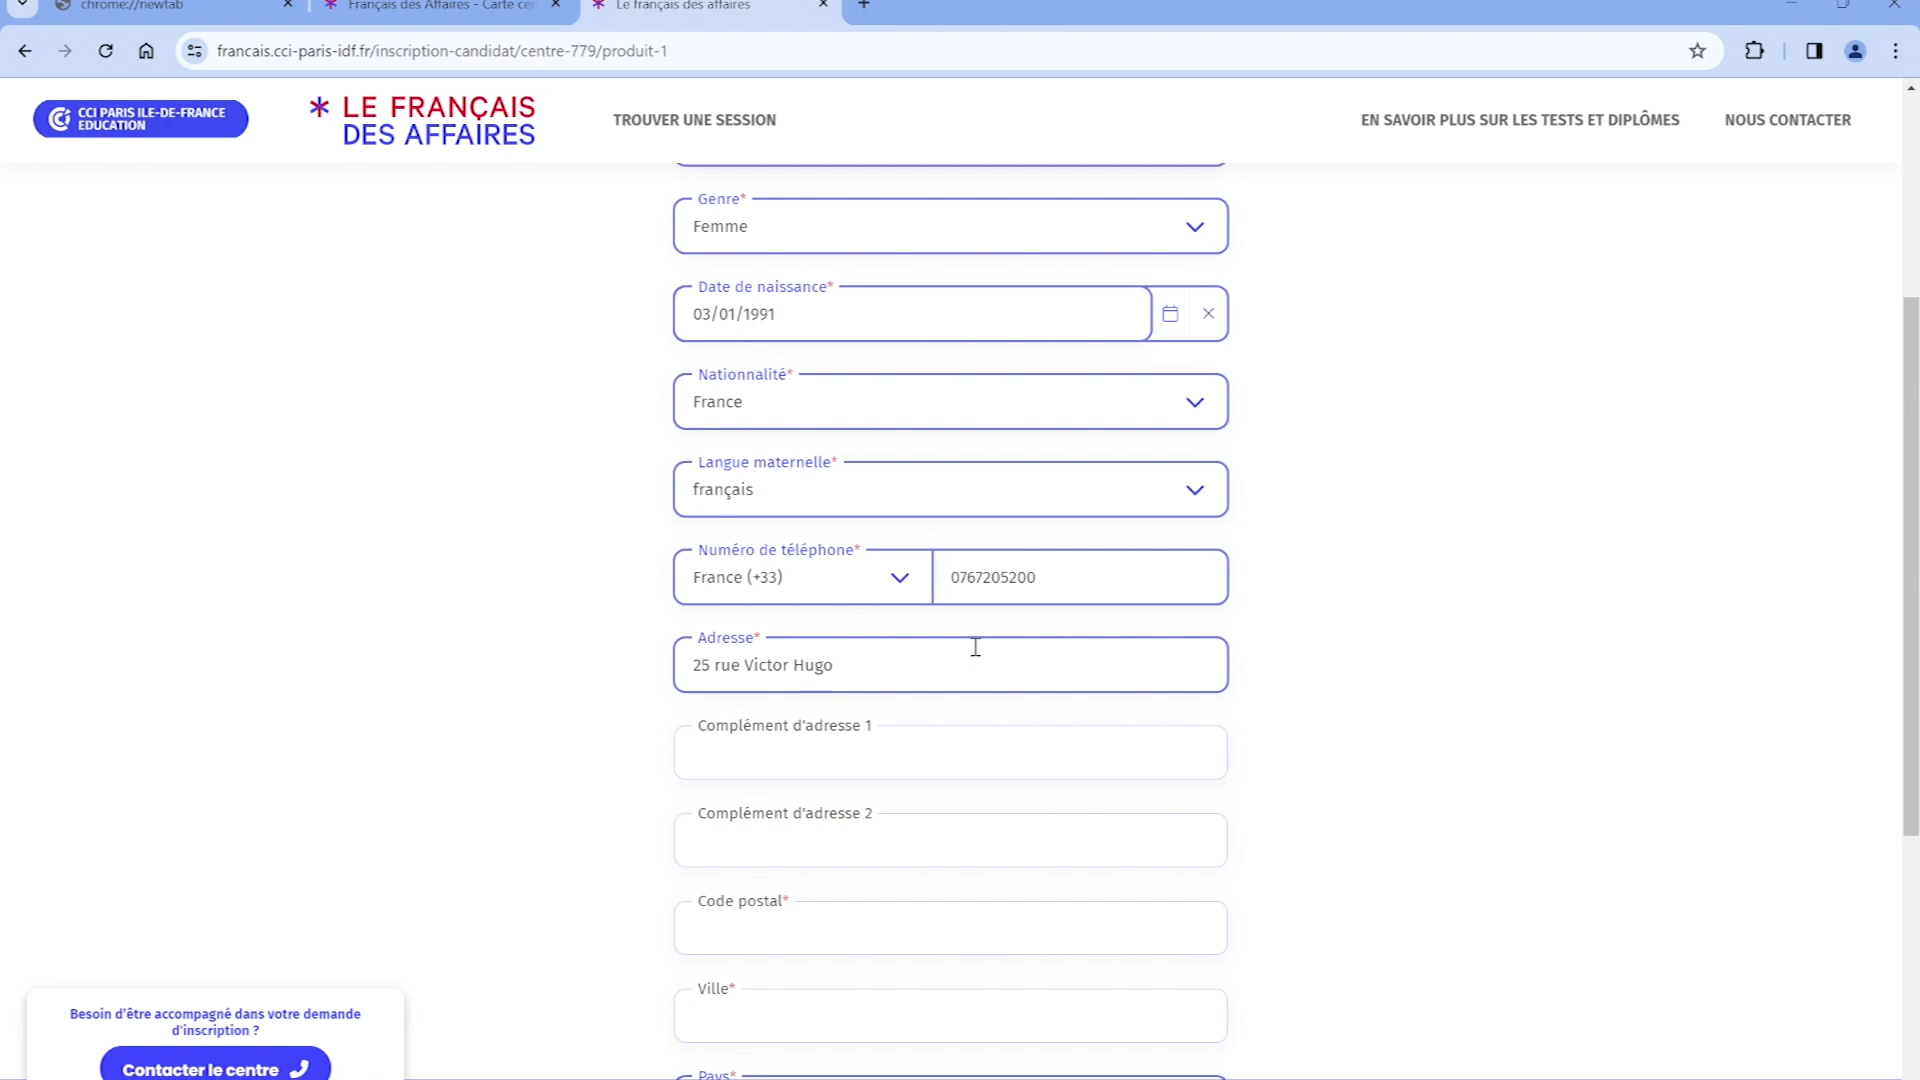 chrome://newtab
Français des Affaires - Carte cen
Le français des affaires
francais.cci-paris-idf.fr/inscription-candidat/centre-779/produit-1
CCI PARIS ILE-DE-FRANCE
EDUCATION
LE FRANÇAIS
DES AFFAIRES
TROUVER UNE SESSION
EN SAVOIR PLUS SUR LES TESTS ET DIPLÔMES
NOUS CONTACTER
Genre*
Femme
Date de naissance*
03/01/1991
Nationnalité*
France
Langue maternelle*
français
Numéro de téléphone*
France (+33)
0767205200
Adresse*
25 rue Victor Hugo
Complément d'adresse 1
Complément d'adresse 2
Code postal*
Ville*
Pays*
Besoin d'être accompagné dans votre demande
d'inscription ?
Contacter le centre